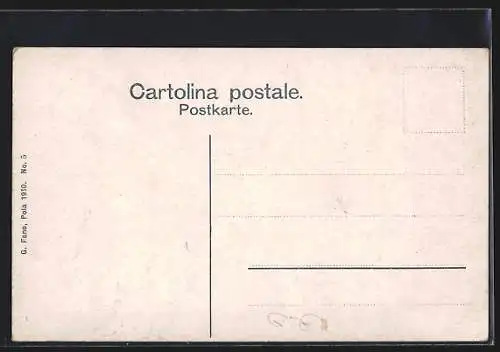 Cartolina postale.
Postkarte.
G. Fano, Pola 1910. No. 5